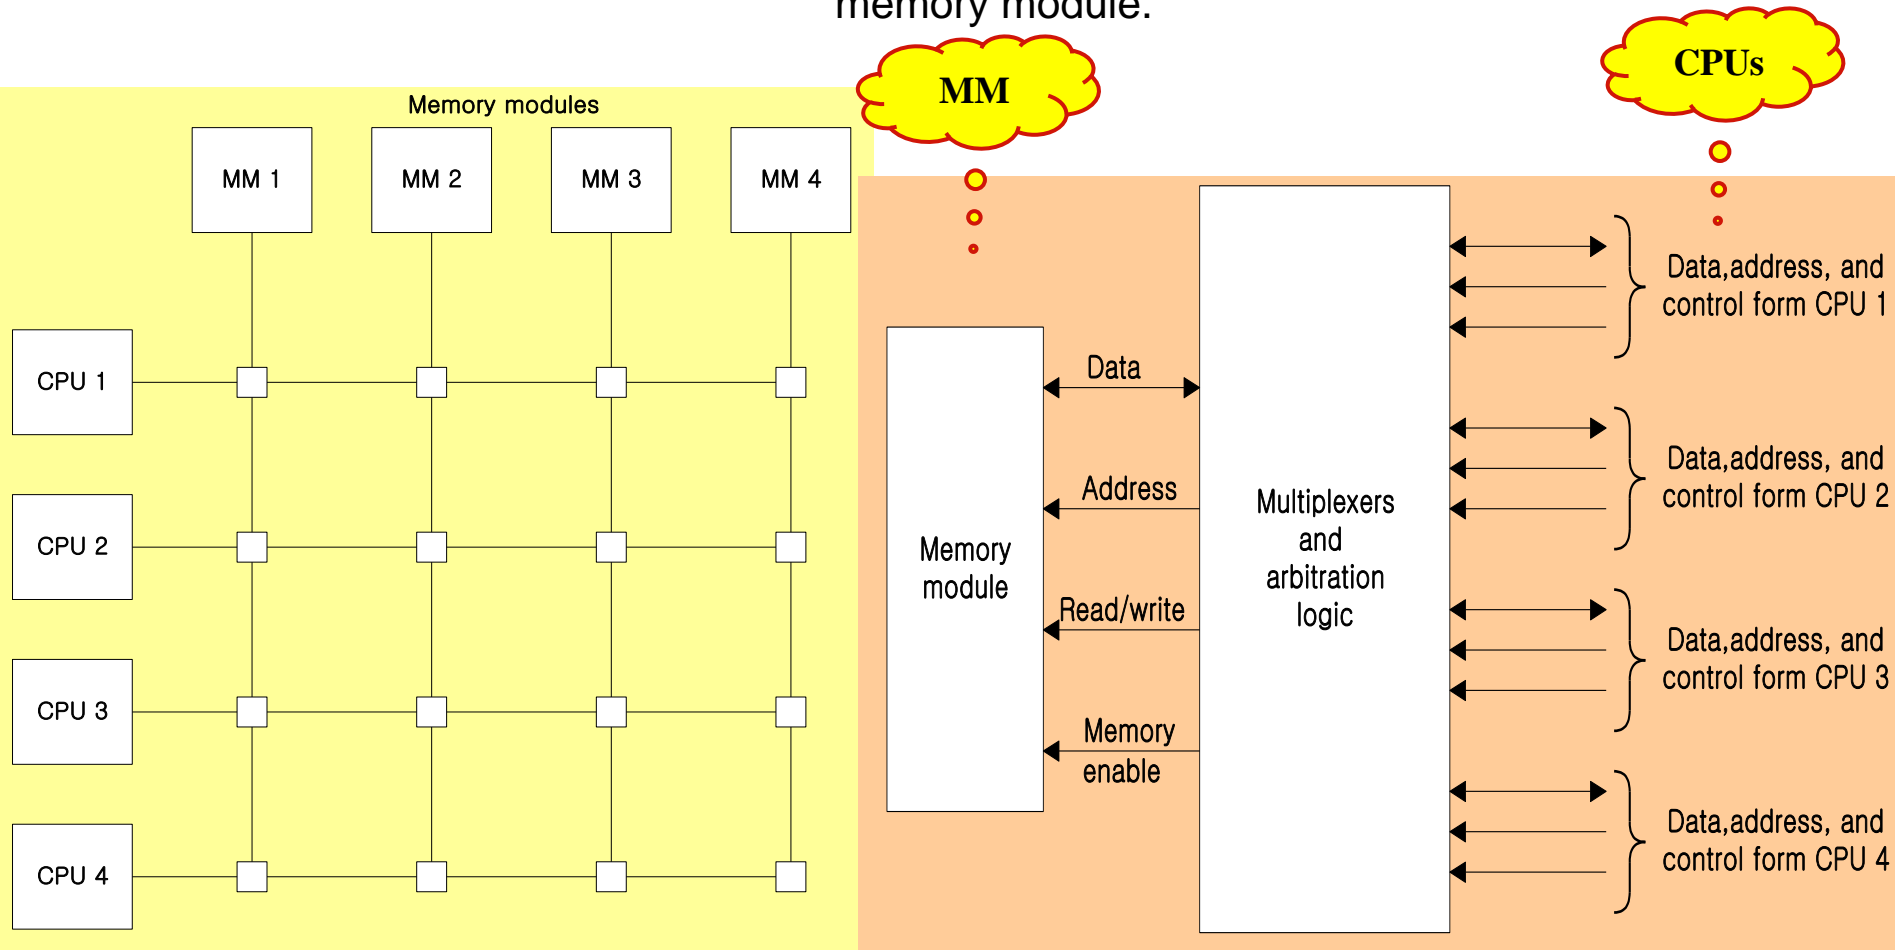 memory module.
MM
CPUs
Memory modules
MM 1
MM 2
MM 3
MM 4
CPU 1
CPU 2
CPU 3
CPU 4
Memory
module
Data
Address
Read/write
Memory
enable
Multiplexers
and
arbitration
logic
Data,address, and
control form CPU 1
Data,address, and
control form CPU 2
Data,address, and
control form CPU 3
Data,address, and
control form CPU 4